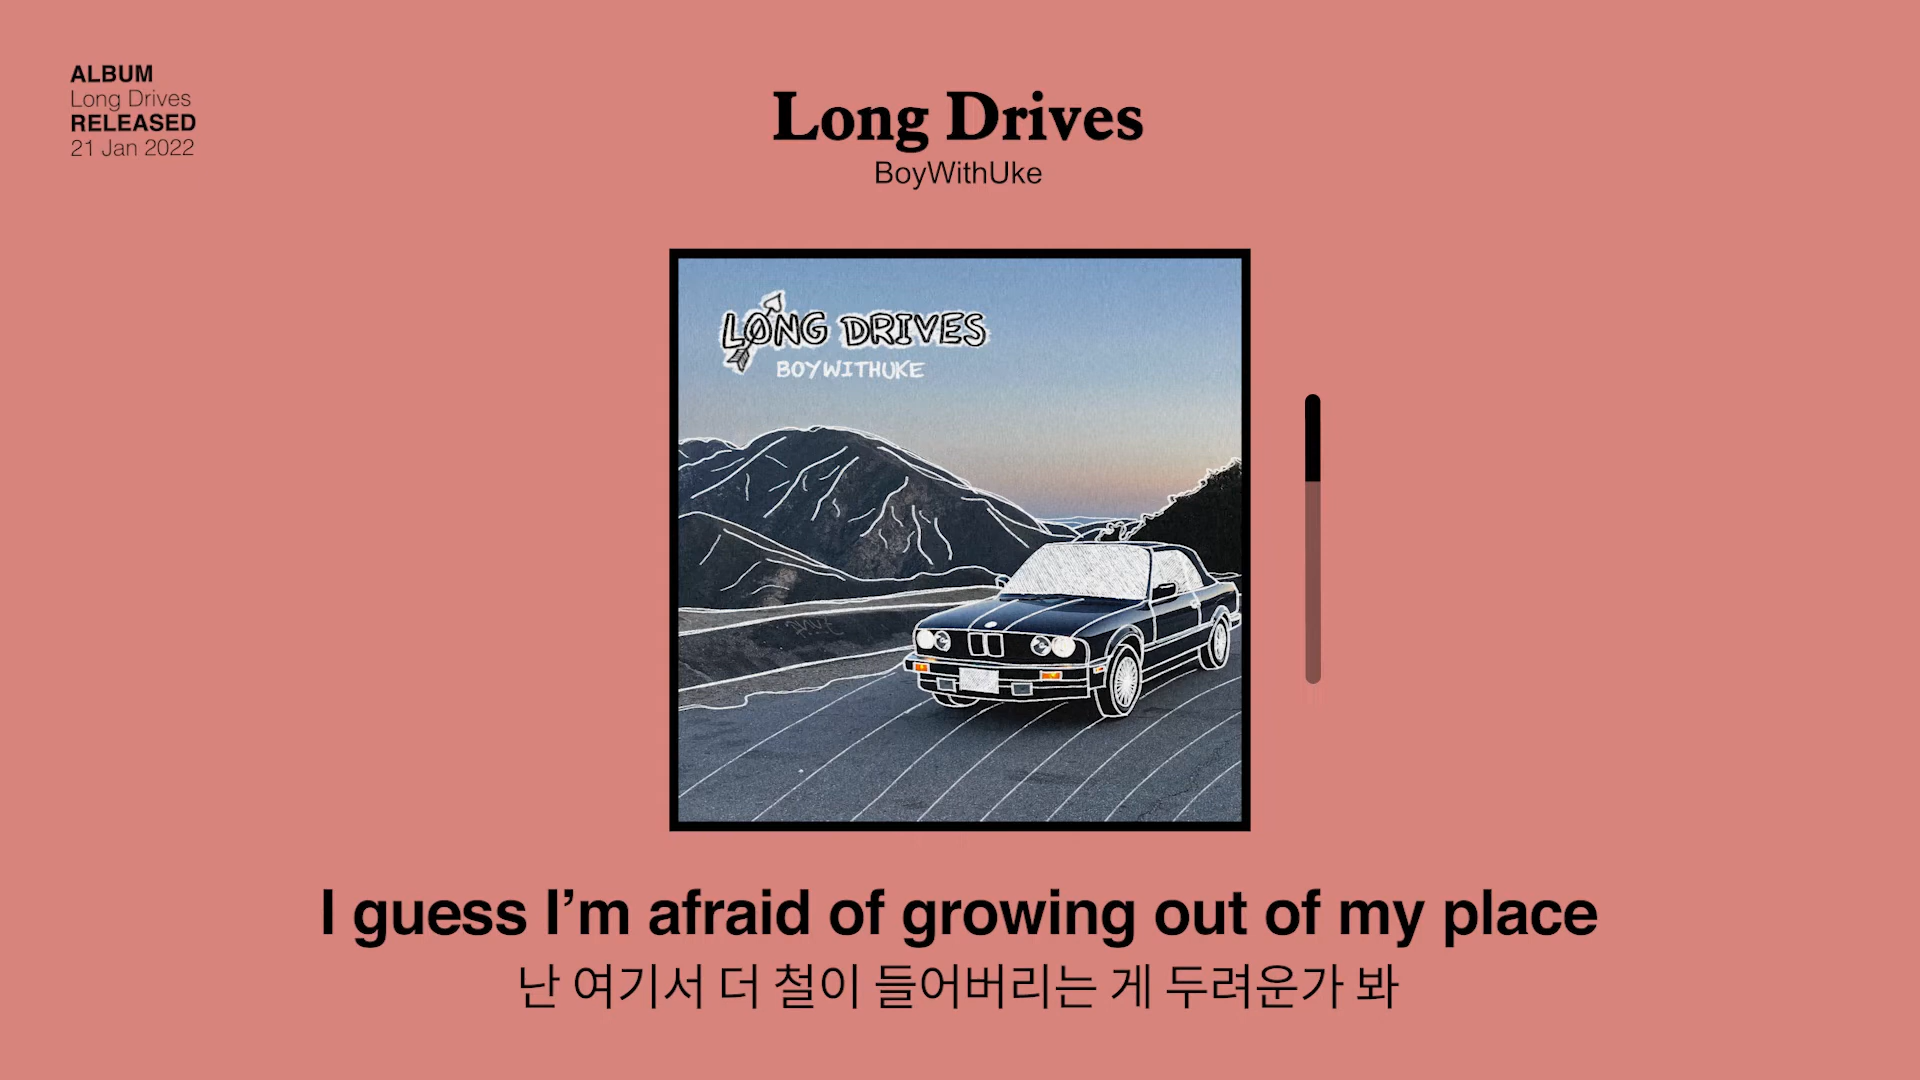 ALBUM
Long Drives
RELEASED
21 Jan 2022
Long Drives
BoyWithUke
LONG DRIVES
BOYWITHUKE
I guess I’m afraid of growing out of my place
난 여기서 더 철이 들어버리는 게 두려운가 봐